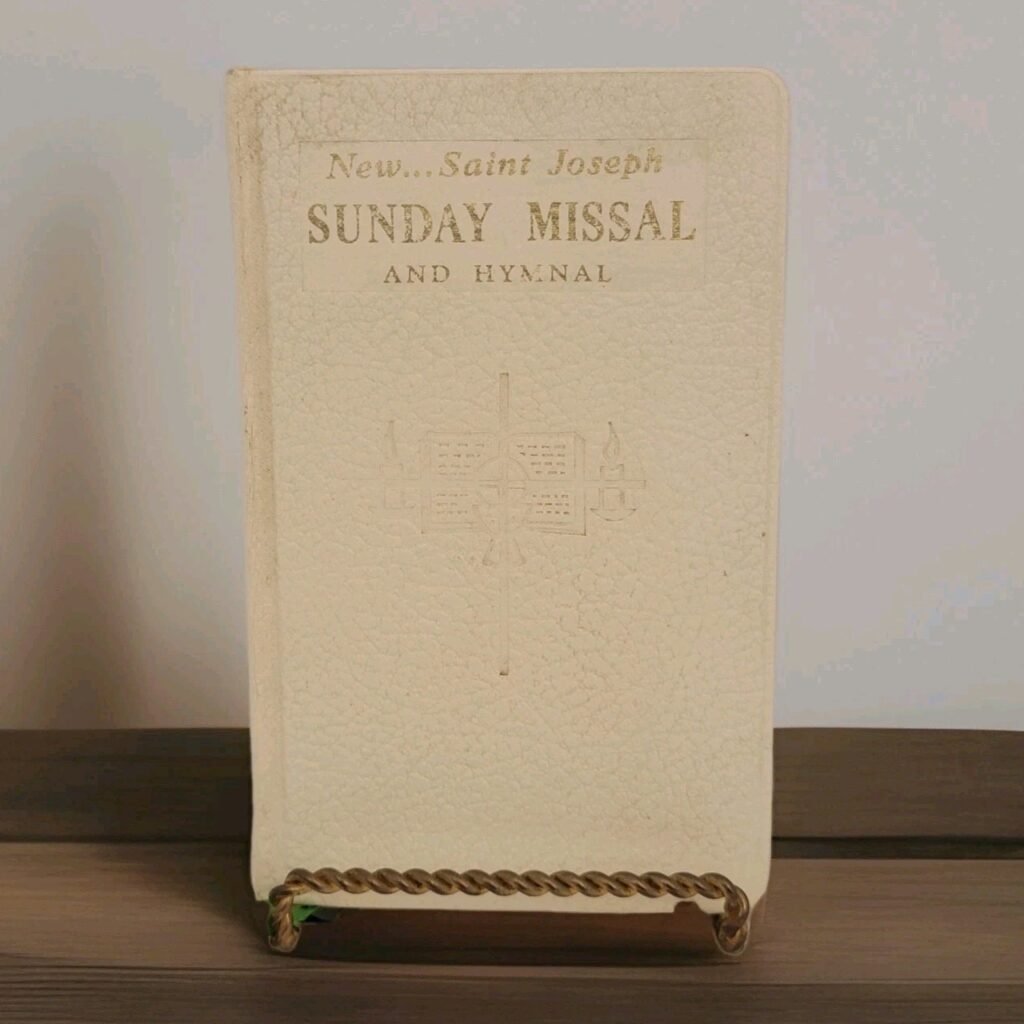 New...Saint Joseph
SUNDAY MISSAL
AND HYMNAL